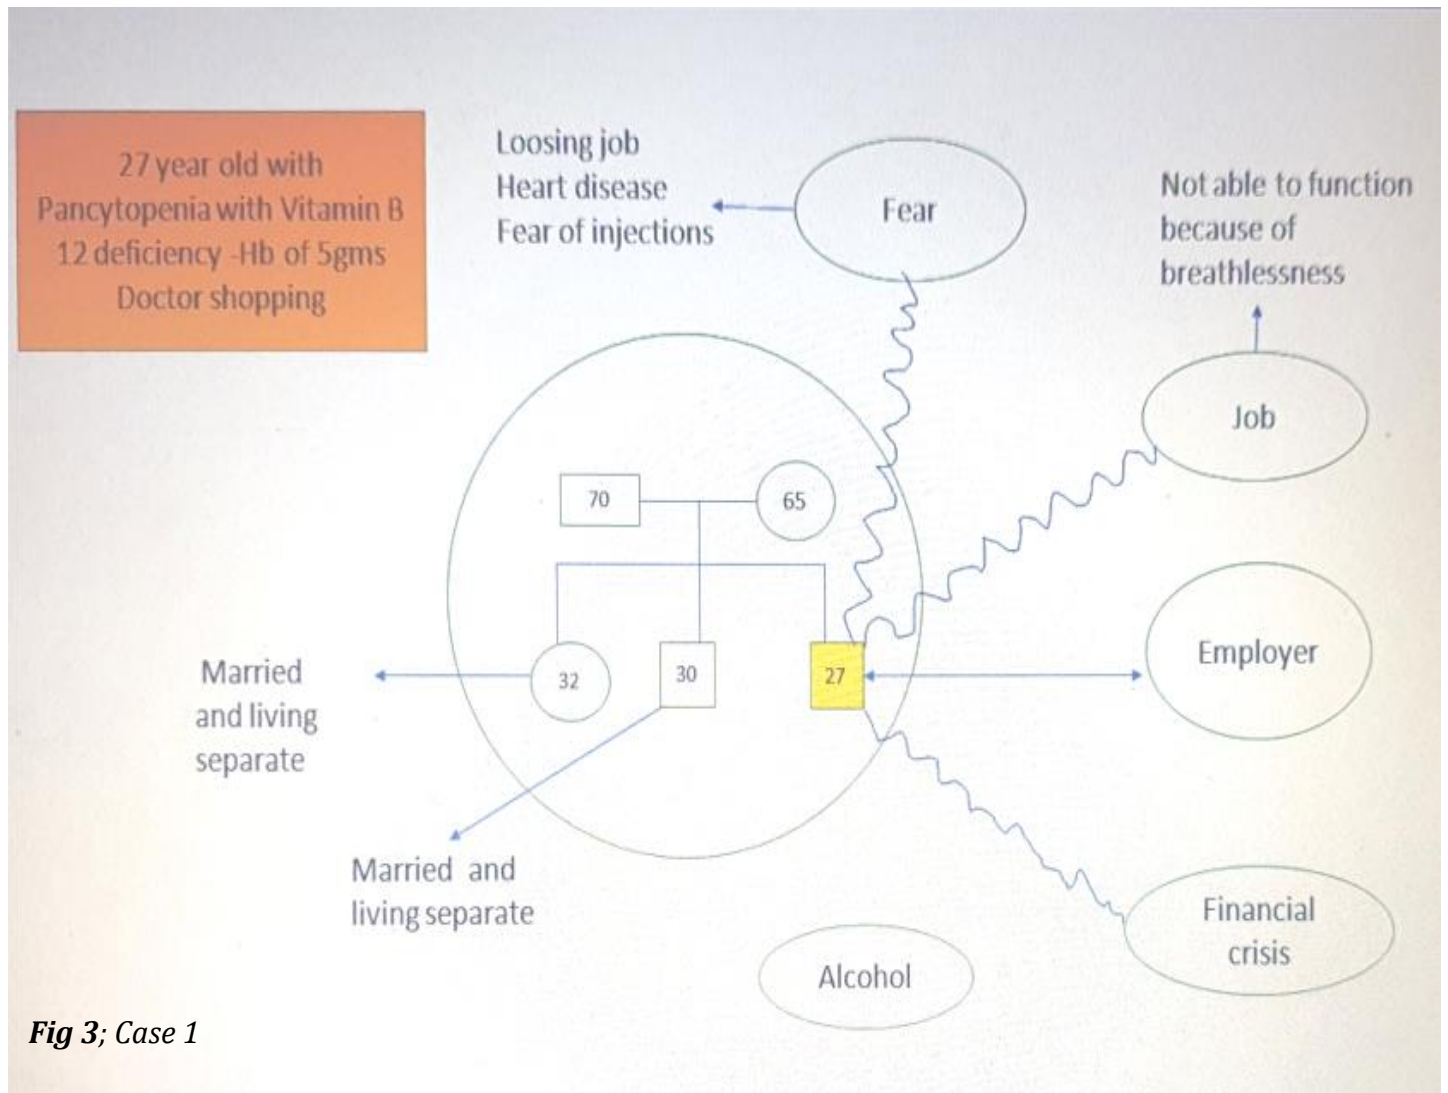 27 year old with
Pancytopenia with Vitamin B
12 deficiency -Hb of 5gms
Doctor shopping
Loosing job
Heart disease
Fear of injections
Fear
Not able to function
because of
breathlessness
Job
70
65
Employer
32
30
27
Married
and living
separate
Married and
living separate
Financial
crisis
Alcohol
Fig 3; Case 1